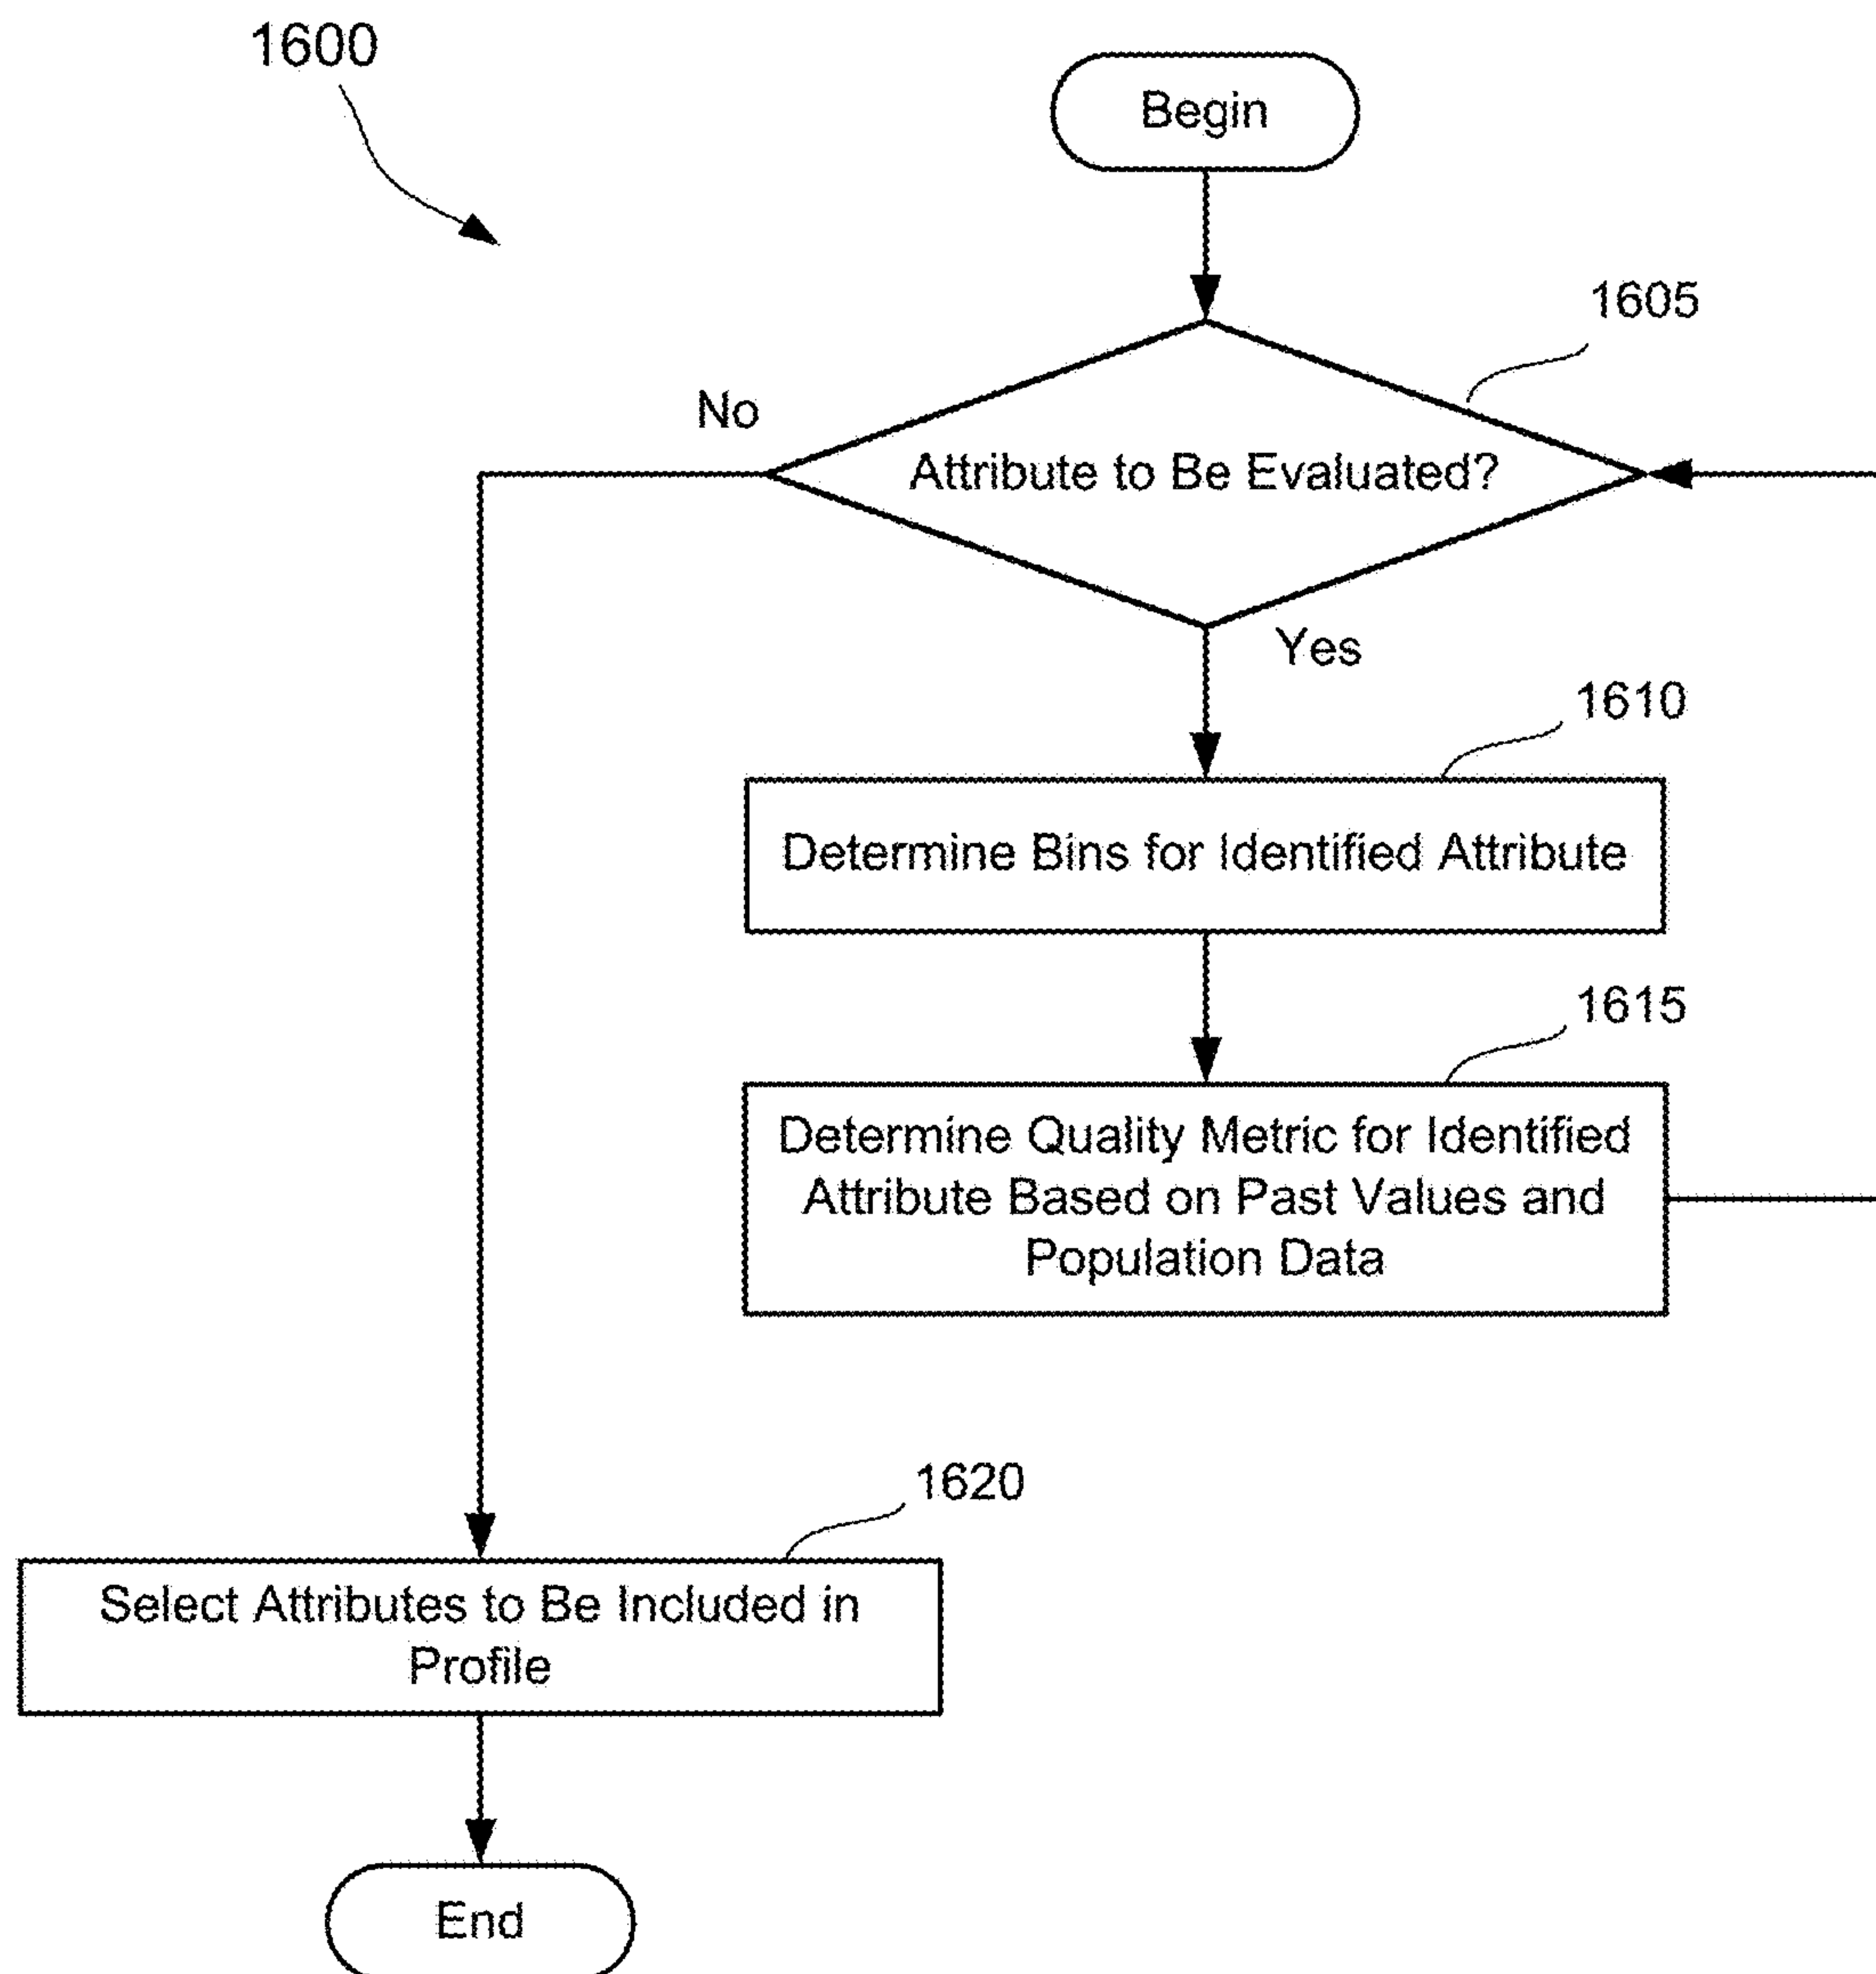 1600
Begin
1605
No
Attribute to Be Evaluated?
Yes
1610
Determine Bins for Identified Attribute
1615
Determine Quality Metric for Identified
Attribute Based on Past Values and
Population Data
1620
Select Attributes to Be Included in
Profile
End